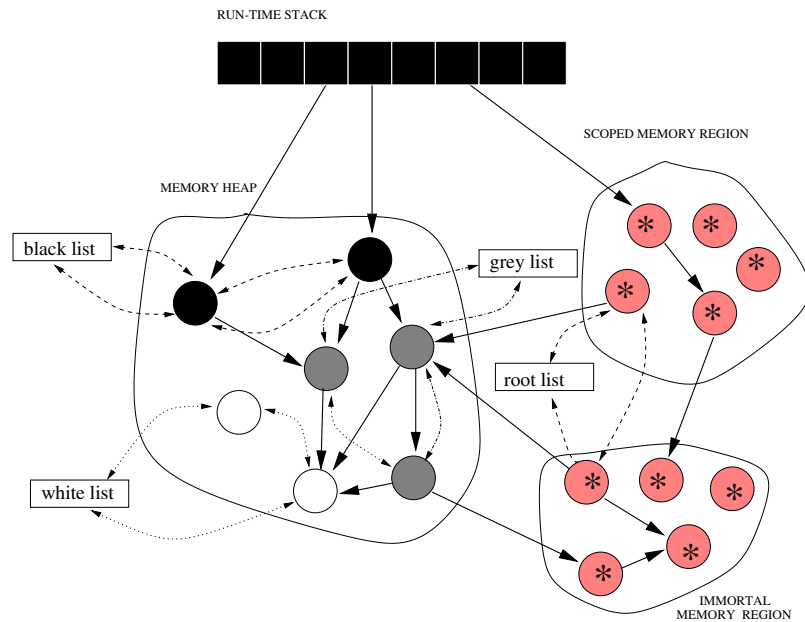 RUN-TIME STACK
SCOPED MEMORY REGION
MEMORY HEAP
black list
grey list
root list
white list
IMMORTAL
MEMORY REGION